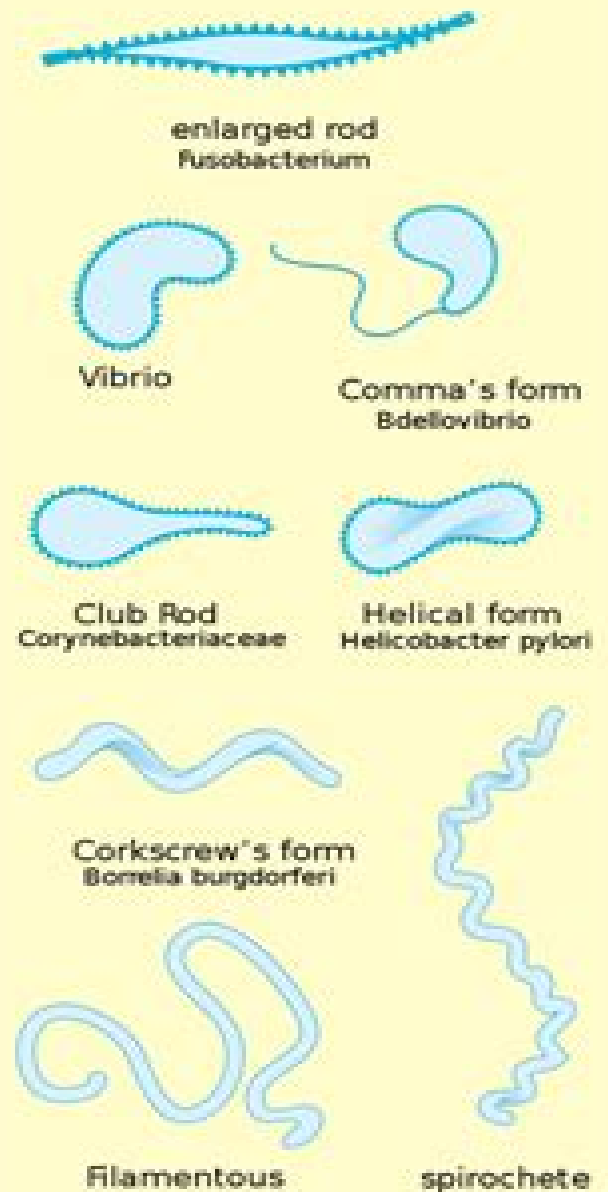 enlarged rod
Fusobacterium
Vibrio
Comma's form
Bdellovibrio
Club Rod
Corynebacteriaceae
Helical form
Helicobacter pylori
Corkscrew's form
Borrelia burgdorferi
Filamentous
spirochete